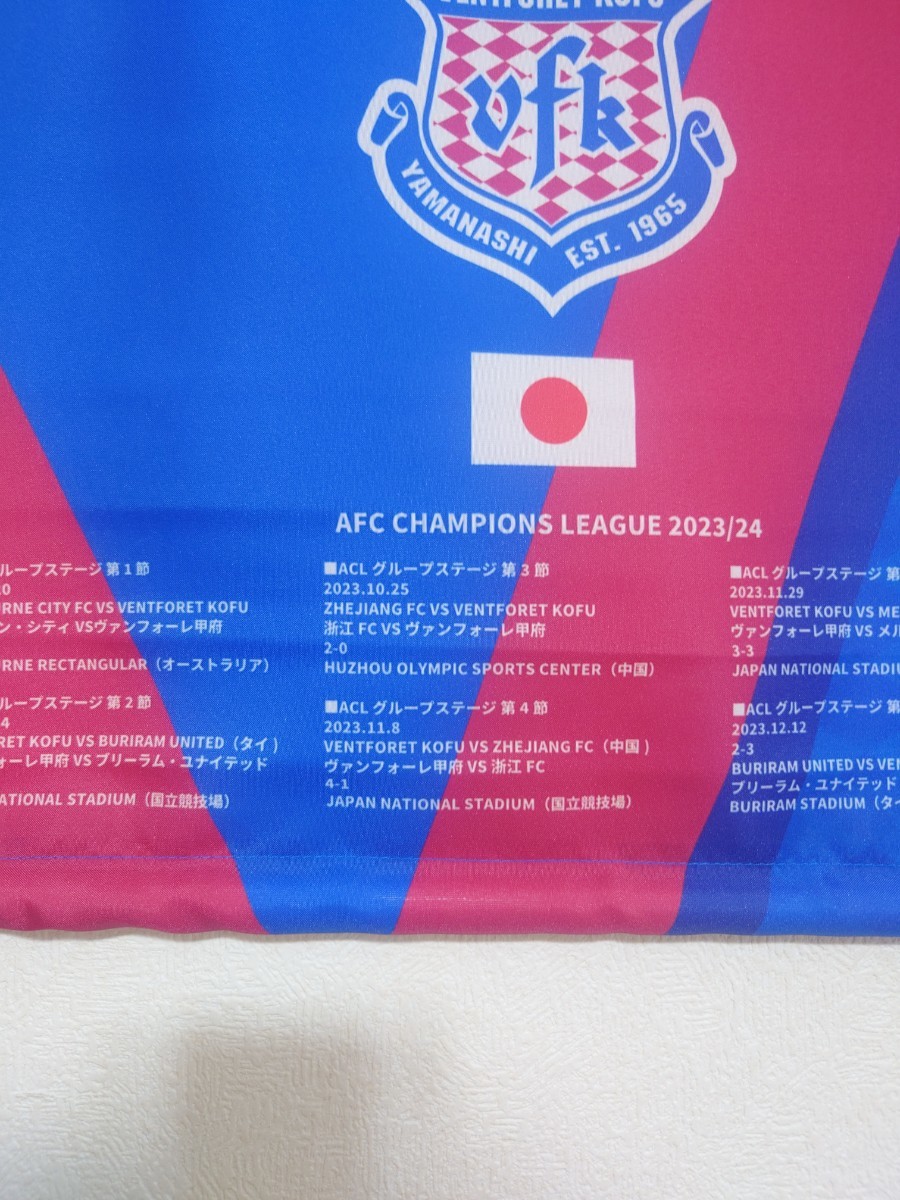 VENTFORET KOFU
vfk
YAMANASHI EST. 1965
AFC CHAMPIONS LEAGUE 2023/24
ループステージ 第1節
CITY FC VS VENTFORET KOFU
ン・シティ VSヴァンフォーレ甲府
RECTANGULAR（オーストラリア）
ループステージ 第2節
KOFU VS BURIRAM UNITED（タイ）
ォーレ甲府 VS ブリーラム・ユナイテッド
NATIONAL STADIUM（国立競技場）
■ACL グループステージ 第3節
2023.10.25
ZHEJIANG FC VS VENTFORET KOFU
浙江 FC VS ヴァンフォーレ甲府
2-0
HUZHOU OLYMPIC SPORTS CENTER（中国）
■ACL グループステージ 第4節
2023.11.8
VENTFORET KOFU VS ZHEJIANG FC（中国）
ヴァンフォーレ甲府 VS 浙江 FC
4-1
JAPAN NATIONAL STADIUM（国立競技場）
■ACL グループステージ 第
2023.11.29
VENTFORET KOFU VS ME
ヴァンフォーレ甲府 VS メル
3-3
JAPAN NATIONAL STADIU
■ACL グループステージ 第
2023.12.12
2-3
BURIRAM UNITED VS VEN
ブリーラム・ユナイテッド
BURIRAM STADIUM（タイ